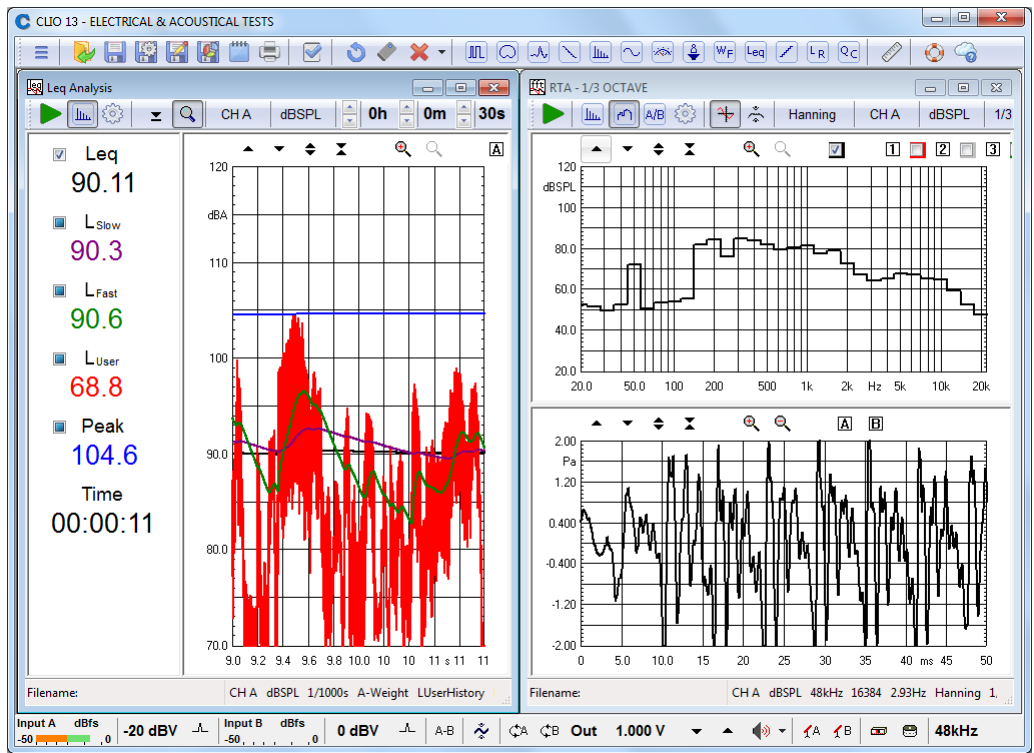 CLIO 13 - ELECTRICAL & ACOUSTICAL TESTS
WF Leq LR QC
Leq Analysis
CH A dBSPL 0h 0m 30s
Leq
90.11
LSlow
90.3
LFast
90.6
LUser
68.8
Peak
104.6
Time
00:00:11
A
120
dBA
110
100
90.0
80.0
70.0
9.0 9.2 9.4 9.6 9.8 10.0 10 10 11 s 11 11
Filename: CH A dBSPL 1/1000s A-Weight LUserHistory
RTA - 1/3 OCTAVE
A/B Hanning CH A dBSPL 1/3
1 2 3
120
dBSPL
100
80.0
60.0
40.0
20.0
20.0 50.0 100 200 500 1k 2k Hz 5k 10k 20k
A B
2.00
Pa
1.20
0.400
-0.400
-1.20
-2.00
0 5.0 10.0 15 20 25 30 35 40 ms 45 50
Filename: CH A dBSPL 48kHz 16384 2.93Hz Hanning 1,
Input A dBfs
-50 0
-20 dBV
Input B dBfs
-50 0
0 dBV
A-B A B Out 1.000 V A B 48kHz